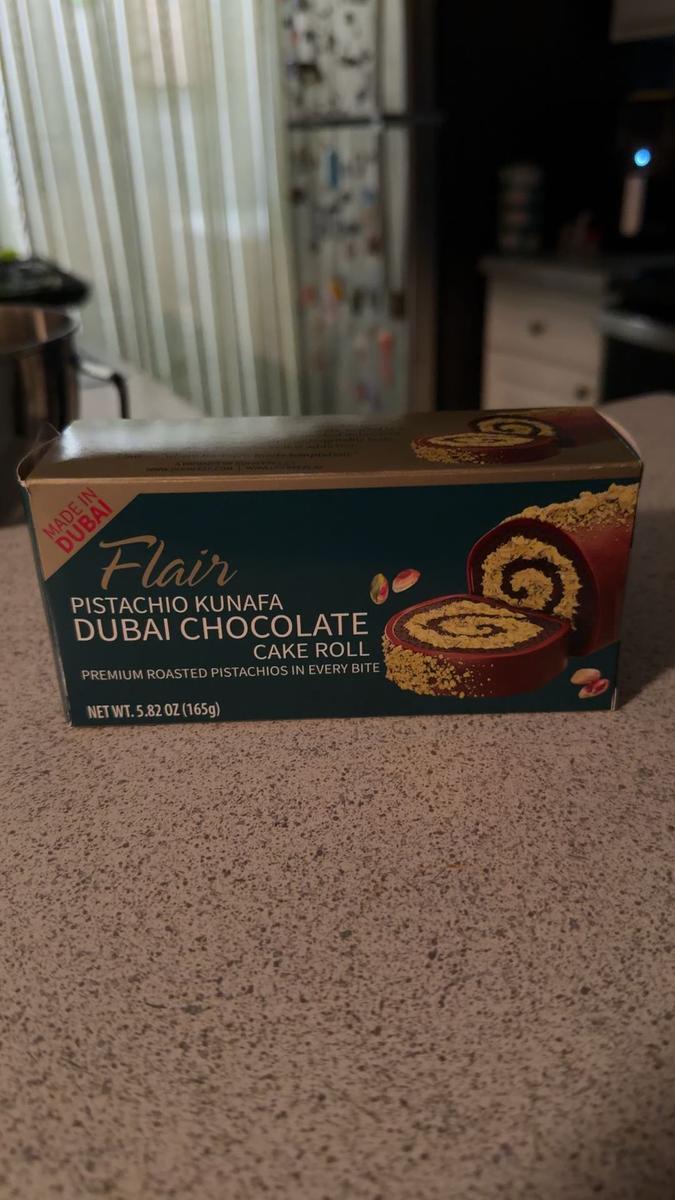 MADE IN
DUBAI
Flair
PISTACHIO KUNAFA
DUBAI CHOCOLATE
CAKE ROLL
PREMIUM ROASTED PISTACHIOS IN EVERY BITE
NET WT. 5.82 OZ (165g)